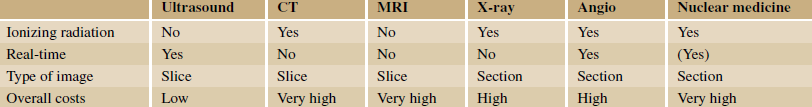 Ultrasound CT MRI X-ray Angio Nuclear medicine
Ionizing radiation No Yes No Yes Yes Yes
Real-time Yes No No No Yes (Yes)
Type of image Slice Slice Slice Section Section Section
Overall costs Low Very high Very high High High Very high